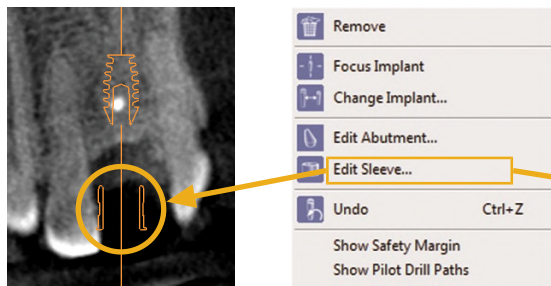 Remove
Focus Implant
Change Implant...
Edit Abutment...
Edit Sleeve...
Undo Ctrl+Z
Show Safety Margin
Show Pilot Drill Paths